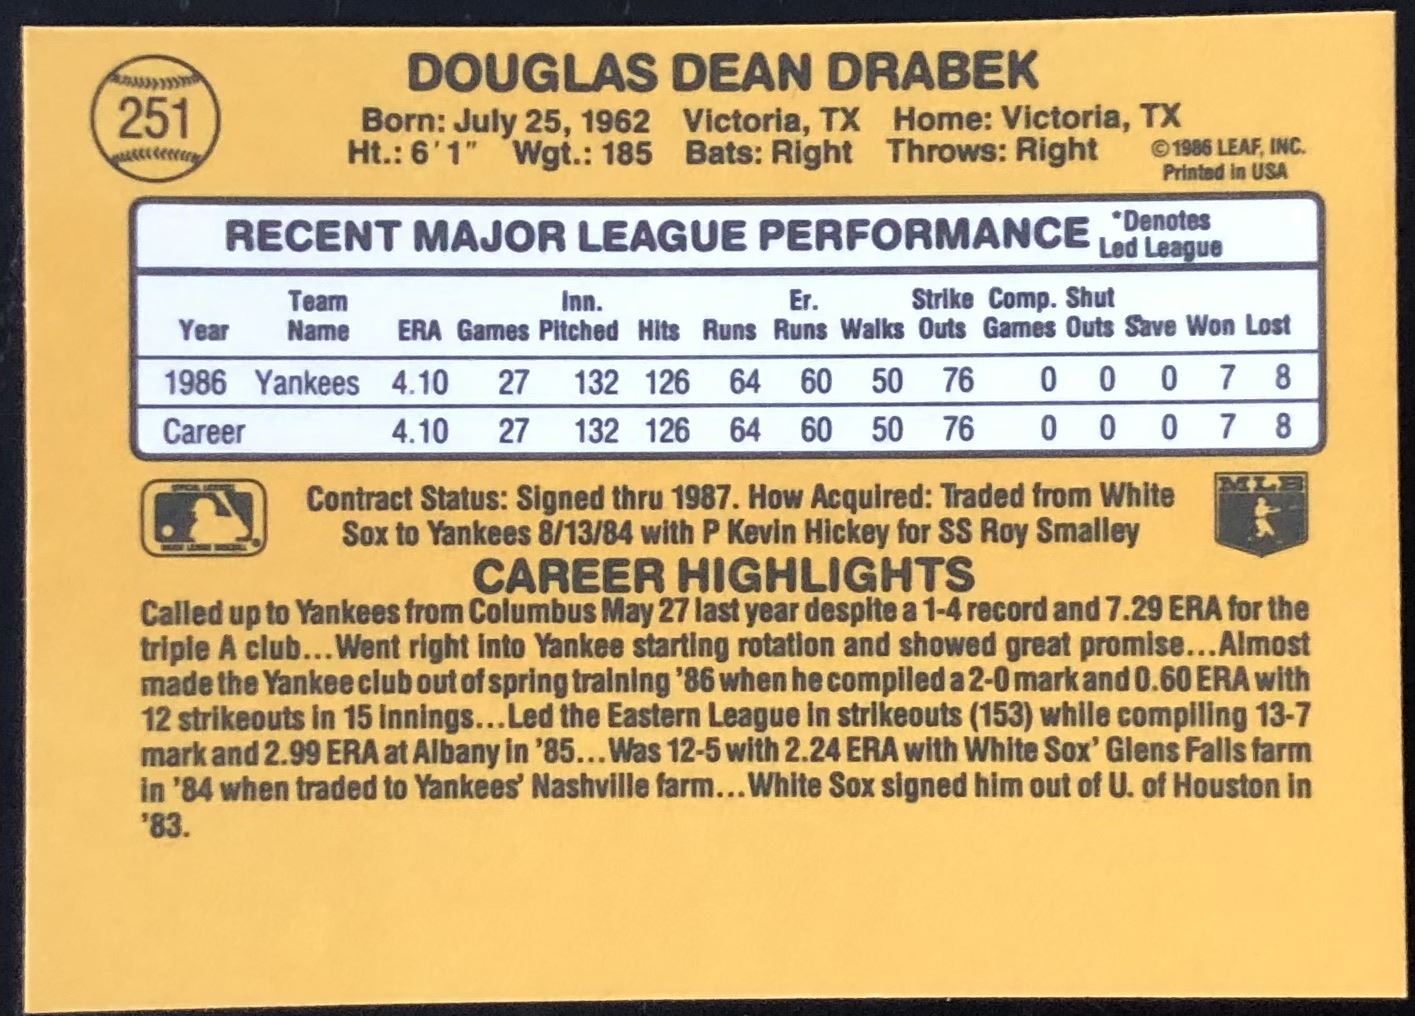 251
DOUGLAS DEAN DRABEK
Born: July 25, 1962 Victoria, TX Home: Victoria, TX
Ht.: 6'1" Wgt.: 185 Bats: Right Throws: Right
©1986 LEAF, INC.
Printed in USA
RECENT MAJOR LEAGUE PERFORMANCE
*Denotes
Led League
Team Inn. Er. Strike Comp. Shut
Year Name ERA Games Pitched Hits Runs Runs Walks Outs Games Outs Save Won Lost
1986 Yankees 4.10 27 132 126 64 60 50 76 0 0 0 7 8
Career 4.10 27 132 126 64 60 50 76 0 0 0 7 8
MLB
Contract Status: Signed thru 1987. How Acquired: Traded from White
Sox to Yankees 8/13/84 with P Kevin Hickey for SS Roy Smalley
CAREER HIGHLIGHTS
Called up to Yankees from Columbus May 27 last year despite a 1-4 record and 7.29 ERA for the
triple A club...Went right into Yankee starting rotation and showed great promise...Almost
made the Yankee club out of spring training '86 when he compiled a 2-0 mark and 0.60 ERA with
12 strikeouts in 15 innings...Led the Eastern League in strikeouts (153) while compiling 13-7
mark and 2.99 ERA at Albany in '85...Was 12-5 with 2.24 ERA with White Sox' Glens Falls farm
in '84 when traded to Yankees' Nashville farm...White Sox signed him out of U. of Houston in
'83.